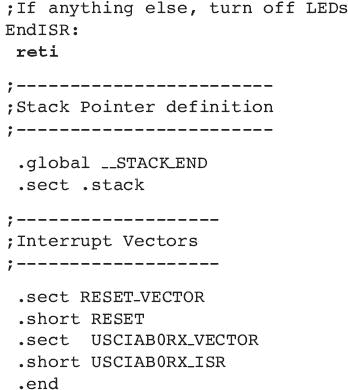 ;If anything else, turn off LEDs
EndISR:
reti
;------------------------
;Stack Pointer definition
;------------------------
.global __STACK_END
.sect .stack
;-------------------
;Interrupt Vectors
;-------------------
.sect RESET_VECTOR
.short RESET
.sect  USCIAB0RX_VECTOR
.short USCIAB0RX_ISR
.end